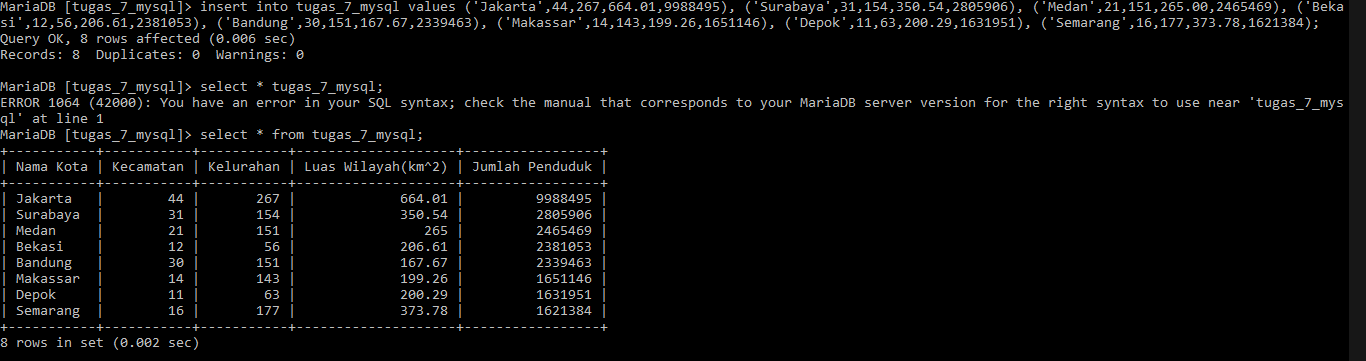 MariaDB [tugas_7_mysql]> insert into tugas_7_mysql values ('Jakarta',44,267,664.01,9988495), ('Surabaya',31,154,350.54,2805906), ('Medan',21,151,265.00,2465469), ('Beka
si',12,56,206.61,2381053), ('Bandung',30,151,167.67,2339463), ('Makassar',14,143,199.26,1651146), ('Depok',11,63,200.29,1631951), ('Semarang',16,177,373.78,1621384);
Query OK, 8 rows affected (0.006 sec)
Records: 8  Duplicates: 0  Warnings: 0

MariaDB [tugas_7_mysql]> select * tugas_7_mysql;
ERROR 1064 (42000): You have an error in your SQL syntax; check the manual that corresponds to your MariaDB server version for the right syntax to use near 'tugas_7_mys
ql' at line 1
MariaDB [tugas_7_mysql]> select * from tugas_7_mysql;
+-----------+-----------+-----------+--------------------+-----------------+
| Nama Kota | Kecamatan | Kelurahan | Luas Wilayah(km^2) | Jumlah Penduduk |
+-----------+-----------+-----------+--------------------+-----------------+
| Jakarta   |        44 |       267 |             664.01 |         9988495 |
| Surabaya  |        31 |       154 |             350.54 |         2805906 |
| Medan     |        21 |       151 |                265 |         2465469 |
| Bekasi    |        12 |        56 |             206.61 |         2381053 |
| Bandung   |        30 |       151 |             167.67 |         2339463 |
| Makassar  |        14 |       143 |             199.26 |         1651146 |
| Depok     |        11 |        63 |             200.29 |         1631951 |
| Semarang  |        16 |       177 |             373.78 |         1621384 |
+-----------+-----------+-----------+--------------------+-----------------+
8 rows in set (0.002 sec)